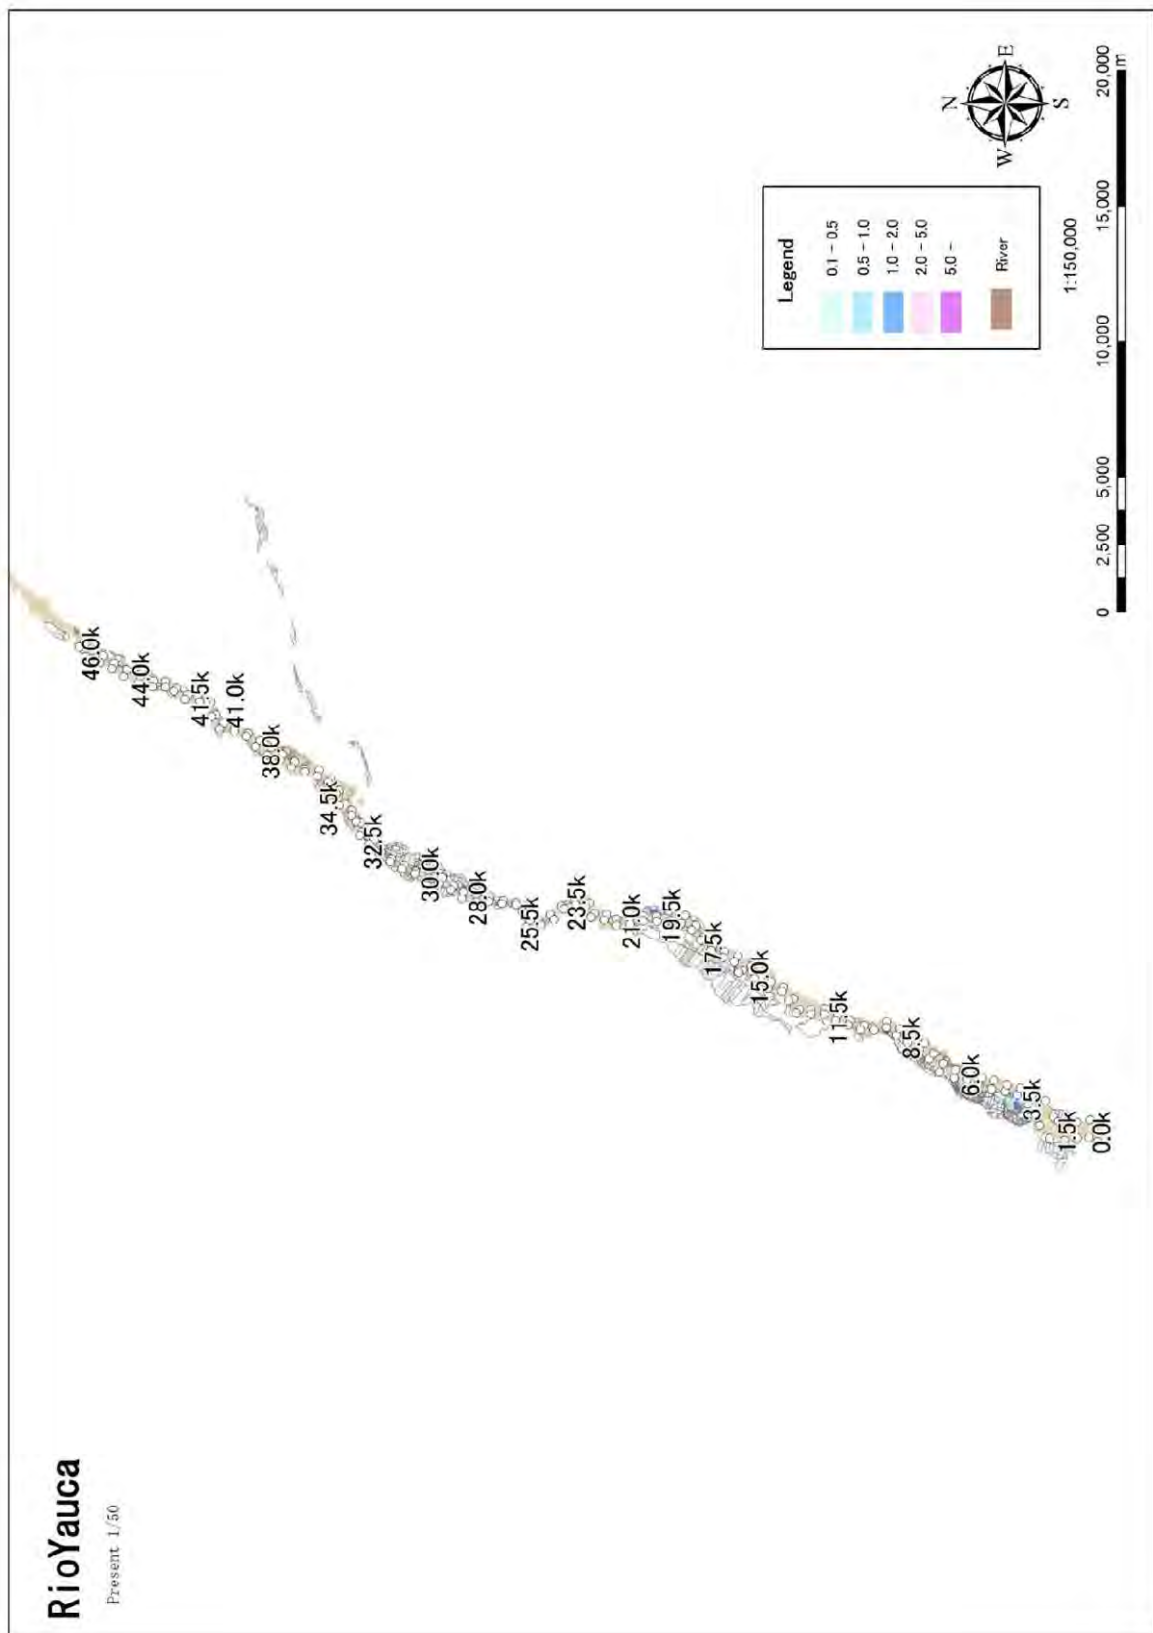 RioYauca
Present 1/50
46.0k
44.0k
41.5k
41.0k
38.0k
34.5k
32.5k
30.0k
28.0k
25.5k
23.5k
21.0k
19.5k
17.5k
15.0k
11.5k
8.5k
6.0k
3.5k
1.5k
0.0k
N
E
S
W
Legend
0.1 - 0.5
0.5 - 1.0
1.0 - 2.0
2.0 - 5.0
5.0 -
River
1:150,000
0 2,500 5,000 10,000 15,000 20,000
m